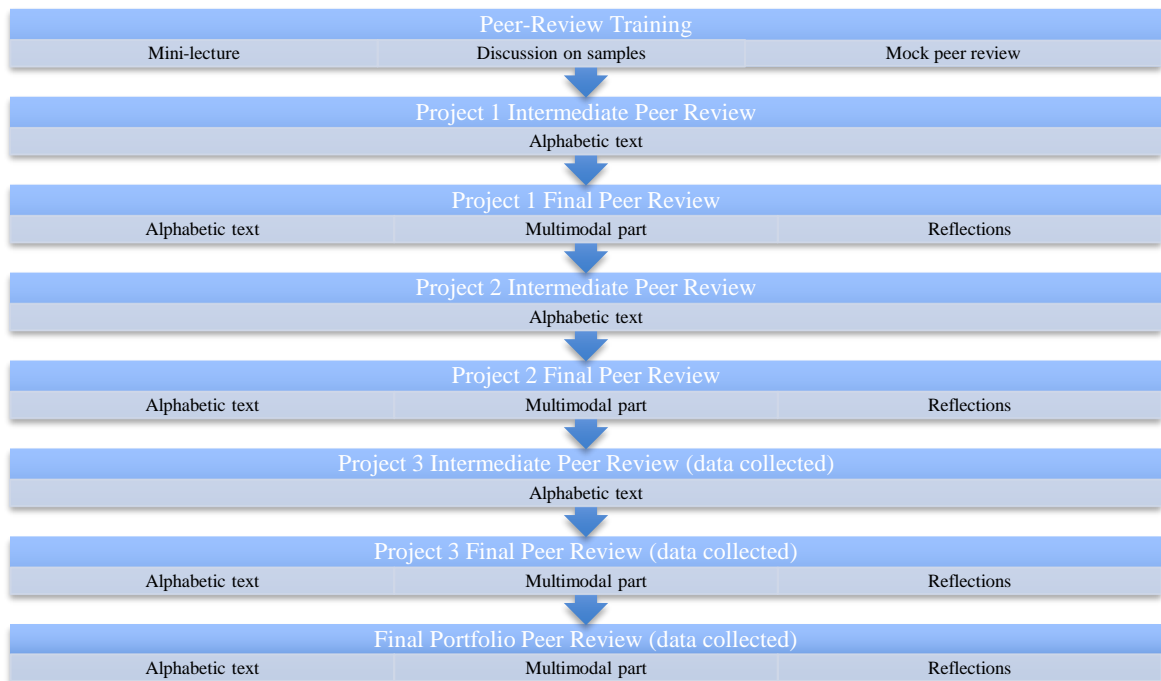 Peer-Review Training
Mini-lecture Discussion on samples Mock peer review
Project 1 Intermediate Peer Review
Alphabetic text
Project 1 Final Peer Review
Alphabetic text Multimodal part Reflections
Project 2 Intermediate Peer Review
Alphabetic text
Project 2 Final Peer Review
Alphabetic text Multimodal part Reflections
Project 3 Intermediate Peer Review (data collected)
Alphabetic text
Project 3 Final Peer Review (data collected)
Alphabetic text Multimodal part Reflections
Final Portfolio Peer Review (data collected)
Alphabetic text Multimodal part Reflections